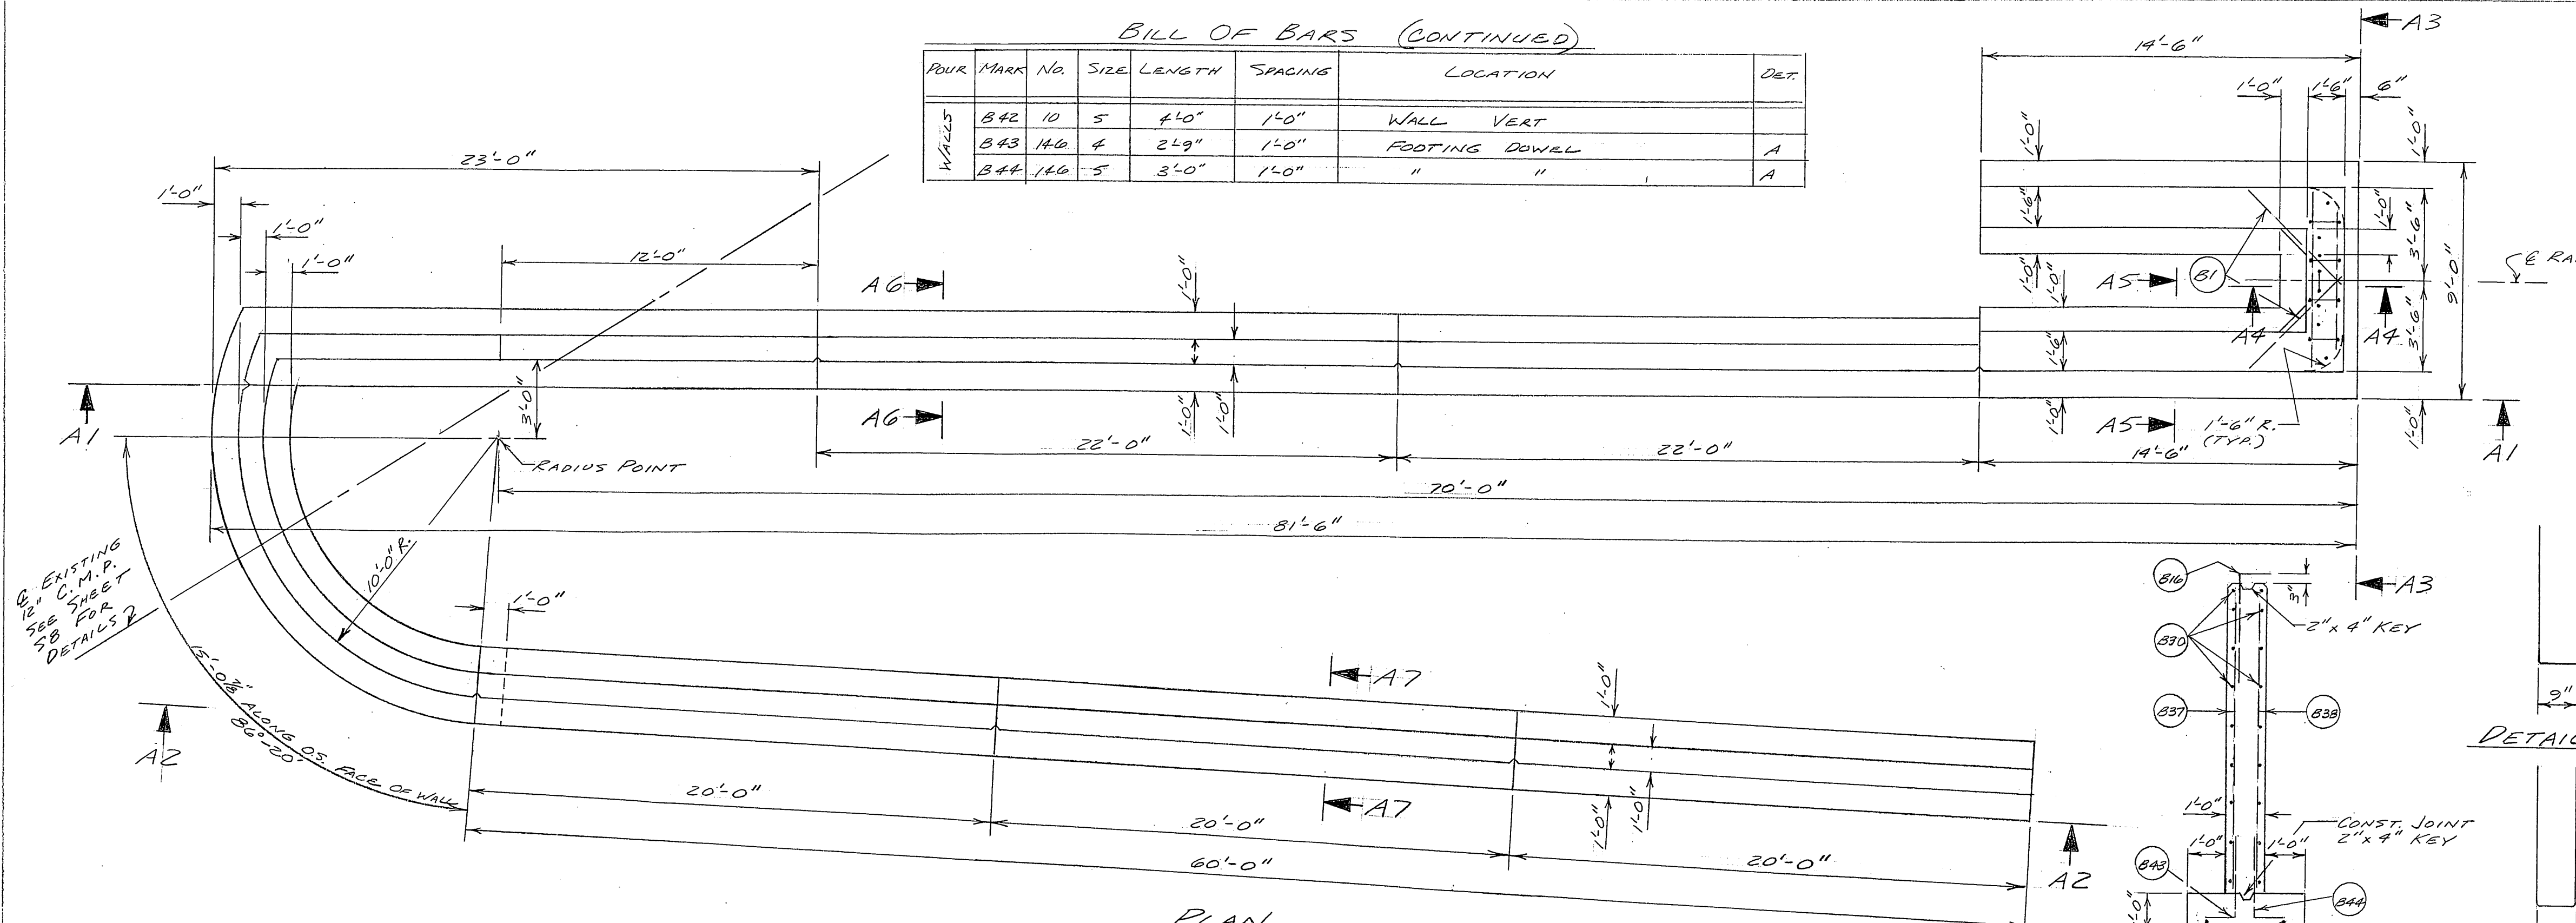 BILL OF BARS (CONTINUED)
POUR MARK NO. SIZE LENGTH SPACING LOCATION DET.
WALLS
B42 10 5 4'-0" 1'-0" WALL VERT
B43 146 4 2'-9" 1'-0" FOOTING DOWEL A
B44 146 5 3'-0" 1'-0" " " A
A3
14'-6"
1'-0" 1'-6" 6"
1'-0"
1'-0"
23'-0"
1'-0"
1'-0"
1'-0"
12'-0"
1'-6"
1'-0"
3'-6"
9'-0"
A6
1'-0"
1'-0"
1'-0"
A5
B1
A4
A4
3'-6"
1'-6"
A1
3'-0"
A6
1'-0"
1'-0"
1'-0"
A5
1'-6" R.
(TYP.)
1'-0"
A1
RADIUS POINT
22'-0"
22'-0"
14'-6"
70'-0"
81'-6"
℄ EXISTING
12" C.M.P.
SEE SHEET
S8 FOR
DETAILS
10'-0" R.
1'-0"
15'-0 7/8" ALONG O.S. FACE OF WALL
86°-20'
A2
A7
1'-0"
A7
20'-0"
20'-0"
1'-0"
1'-0"
20'-0"
60'-0"
A2
A3
B16
3"
2" x 4" KEY
B30
B37
B38
9"
1'-0"
1'-0"
1'-0"
CONST. JOINT
2" x 4" KEY
B43
B44
PLAN